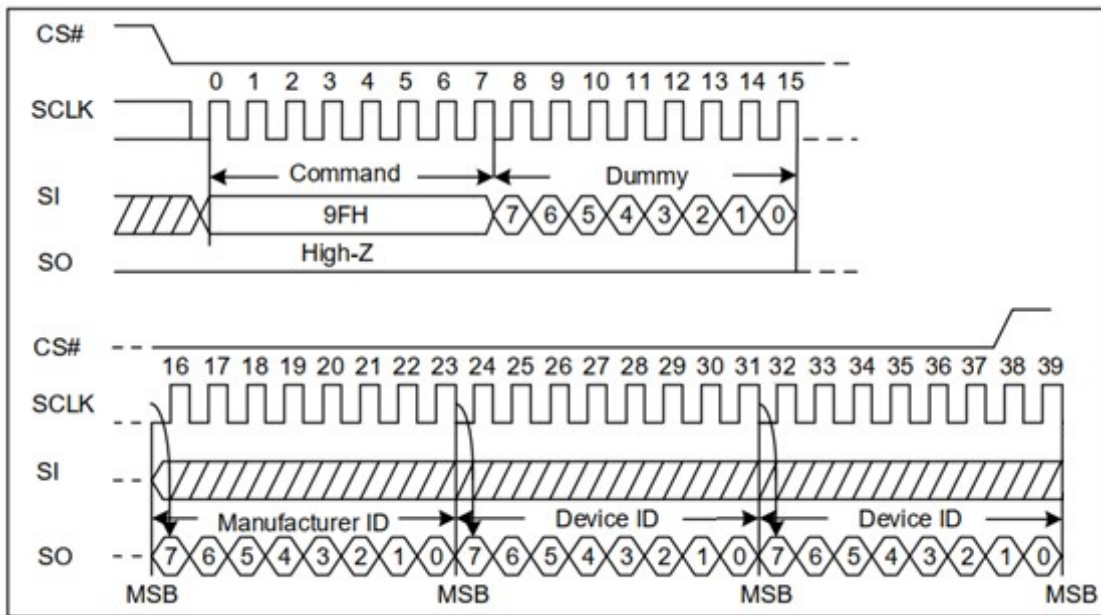 CS#
0 1 2 3 4 5 6 7 8 9 10 11 12 13 14 15
SCLK
Command Dummy
SI
9FH 7 6 5 4 3 2 1 0
High-Z
SO
CS#
16 17 18 19 20 21 22 23 24 25 26 27 28 29 30 31 32 33 34 35 36 37 38 39
SCLK
SI
Manufacturer ID Device ID Device ID
SO 7 6 5 4 3 2 1 0 7 6 5 4 3 2 1 0 7 6 5 4 3 2 1 0
MSB MSB MSB MSB